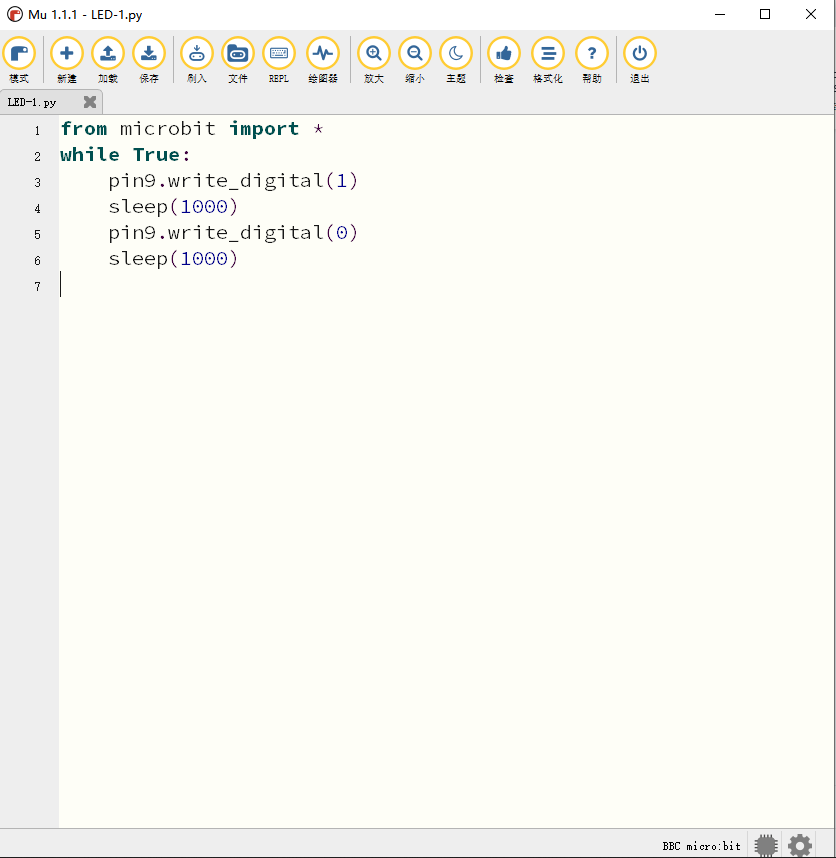 Mu 1.1.1 - LED-1.py
模式 新建 加载 保存 刷入 文件 REPL 绘图器 放大 缩小 主题 检查 格式化 帮助 退出
LED-1.py
1 from microbit import *
2 while True:
3     pin9.write_digital(1)
4     sleep(1000)
5     pin9.write_digital(0)
6     sleep(1000)
7
BBC micro:bit